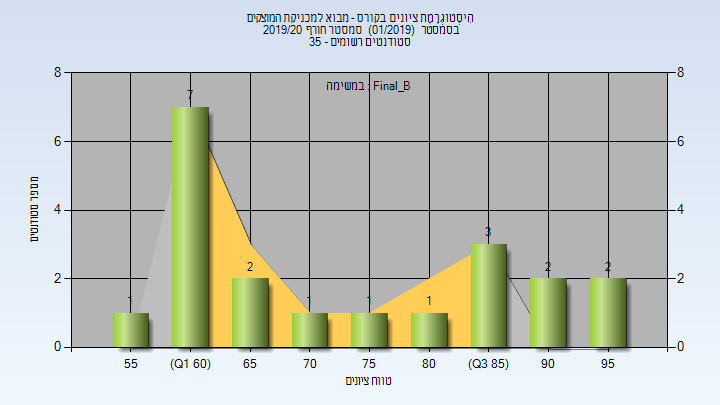 היסטוגרמת ציונים בקורס - מבוא למכניקת המוצקים
בסמסטר (01/2019) סמסטר חורף 2019/20
סטודנטים רשומים - 35
במשימה : Final_B
8 8
7
6 6
מספר סטודנטים
4 4
3
2 2 2 2 2
1 1 1 1
0 0
55 (Q1 60) 65 70 75 80 (Q3 85) 90 95
טווח ציונים